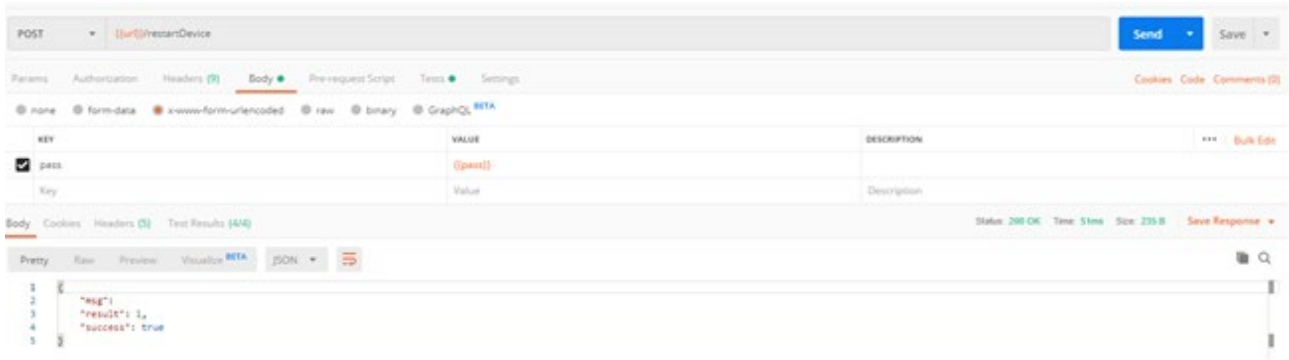 POST {{url}}/restartDevice Send Save
Params Authorization Headers (9) Body Pre-request Script Tests Settings Cookies Code Comments (0)
none form-data x-www-form-urlencoded raw binary GraphQL BETA
KEY VALUE DESCRIPTION ••• Bulk Edit
pass {{pass}}
Key Value Description
Body Cookies Headers (5) Test Results (4/4) Status: 200 OK Time: 51ms Size: 235 B Save Response
Pretty Raw Preview Visualize BETA JSON
1 {
2 "msg":
3 "result": 1,
4 "success": true
5 }